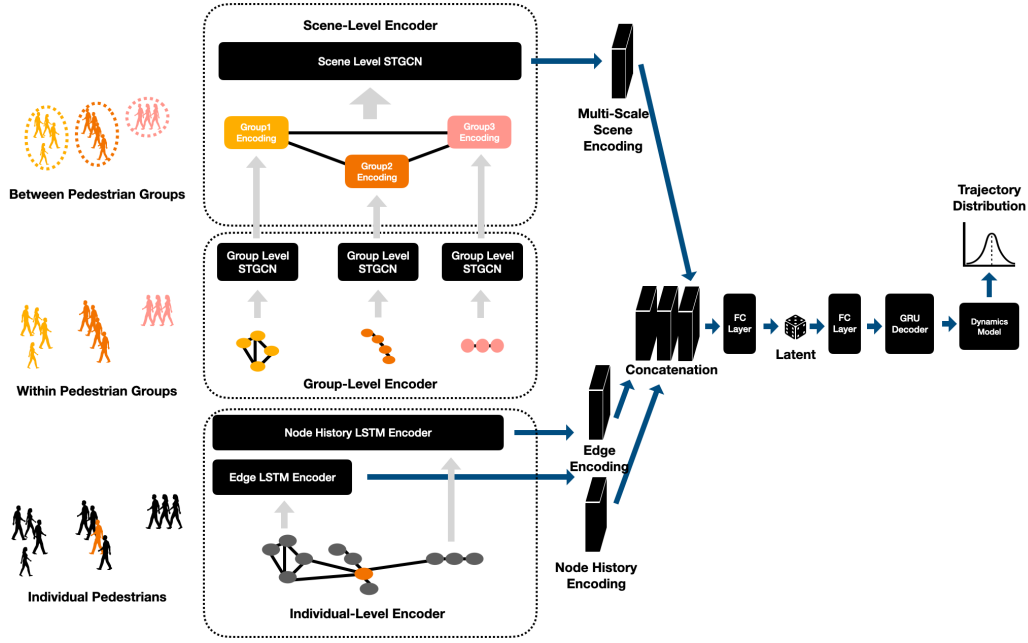 Scene-Level Encoder
Scene Level STGCN
Group1
Encoding
Group2
Encoding
Group3
Encoding
Between Pedestrian Groups
Multi-Scale
Scene
Encoding
Group Level
STGCN
Group Level
STGCN
Group Level
STGCN
Group-Level Encoder
Within Pedestrian Groups
Node History LSTM Encoder
Edge LSTM Encoder
Individual-Level Encoder
Individual Pedestrians
Edge
Encoding
Node History
Encoding
Concatenation
FC
Layer
Latent
FC
Layer
GRU
Decoder
Dynamics
Model
Trajectory
Distribution